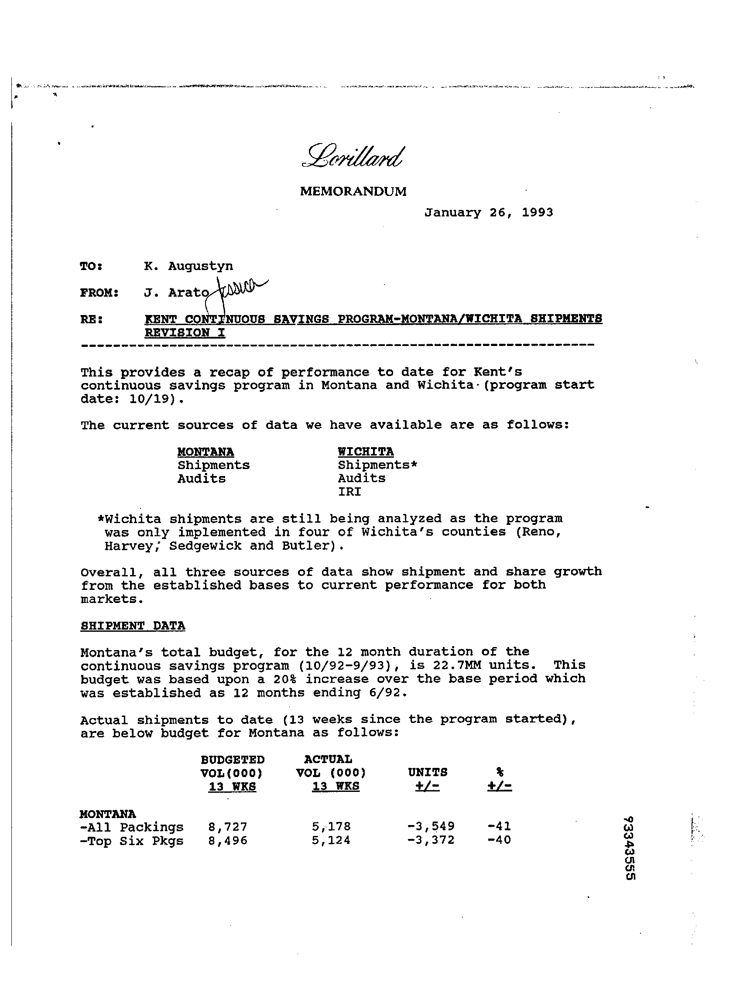 Lorillard
MEMORANDUM
January 26, 1993
TO: K. Augustyn
FROM: J. Arato Jessica
RE: KENT CONTINUOUS SAVINGS PROGRAM-MONTANA/WICHITA SHIPMENTS
REVISION I
This provides a recap of performance to date for Kent's
continuous savings program in Montana and Wichita (program start
date: 10/19).
The current sources of data we have available are as follows:
MONTANA WICHITA
Shipments Shipments*
Audits Audits
IRI
*Wichita shipments are still being analyzed as the program
was only implemented in four of Wichita's counties (Reno,
Harvey, Sedgewick and Butler).
Overall, all three sources of data show shipment and share growth
from the established bases to current performance for both
markets.
SHIPMENT DATA
Montana's total budget, for the 12 month duration of the
continuous savings program (10/92-9/93), is 22.7MM units. This
budget was based upon a 20% increase over the base period which
was established as 12 months ending 6/92.
Actual shipments to date (13 weeks since the program started),
are below budget for Montana as follows:
BUDGETED ACTUAL
VOL(000) VOL (000) UNITS %
13 WKS 13 WKS +/- +/-
MONTANA
-All Packings 8,727 5,178 -3,549 -41
-Top Six Pkgs 8,496 5,124 -3,372 -40
93343555